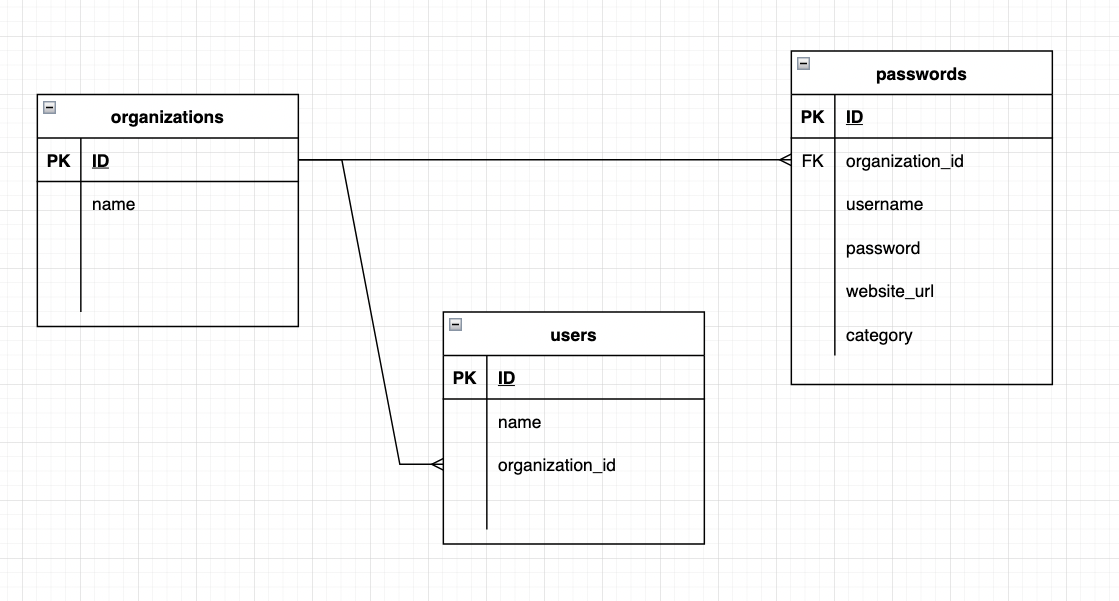 organizations
PK ID
name
passwords
PK ID
FK organization_id
username
password
website_url
category
users
PK ID
name
organization_id